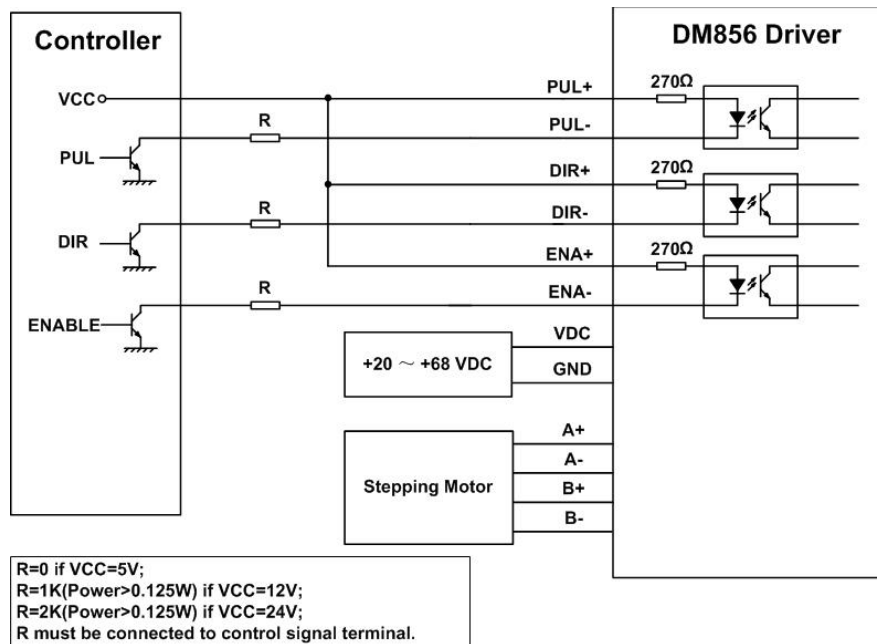 Controller
DM856 Driver
VCC
PUL+
270Ω
R
PUL-
PUL
DIR+
270Ω
R
DIR-
DIR
ENA+
270Ω
R
ENA-
ENABLE
VDC
+20 ~ +68 VDC
GND
A+
A-
Stepping Motor
B+
B-
R=0 if VCC=5V;
R=1K(Power>0.125W) if VCC=12V;
R=2K(Power>0.125W) if VCC=24V;
R must be connected to control signal terminal.